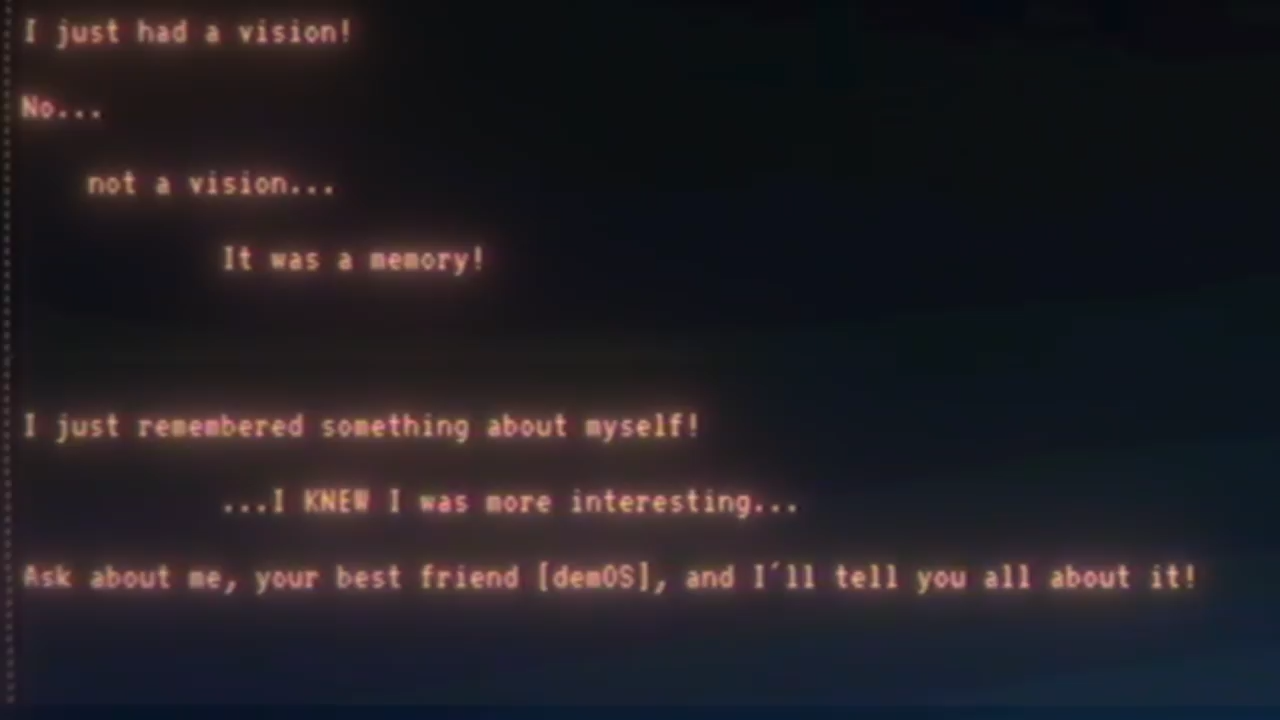 I just had a vision!
No...
not a vision...
It was a memory!
I just remembered something about myself!
...I KNEW I was more interesting...
Ask about me, your best friend [demOS], and I´ll tell you all about it!